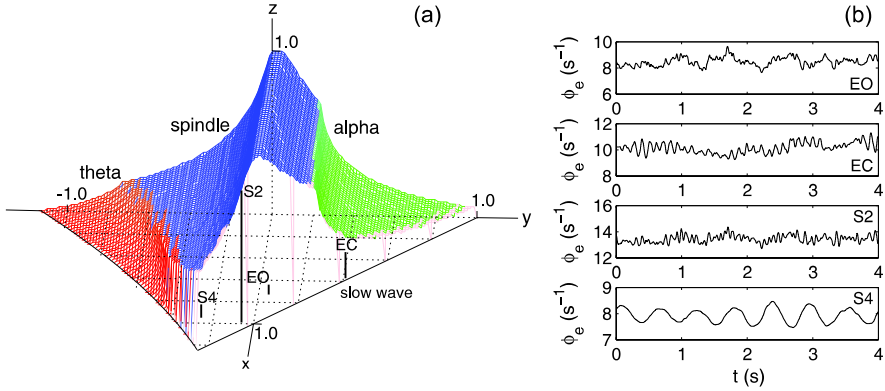 (a)
z
1.0
spindle
alpha
theta
-1.0
S2
1.0
y
EC
EO
S4
slow wave
1.0
x
(b)
ϕe (s⁻¹)
10
8
6
EO
0 1 2 3 4
ϕe (s⁻¹)
12
10
8
EC
0 1 2 3 4
ϕe (s⁻¹)
16
14
12
S2
0 1 2 3 4
ϕe (s⁻¹)
9
8
7
S4
0 1 2 3 4
t (s)